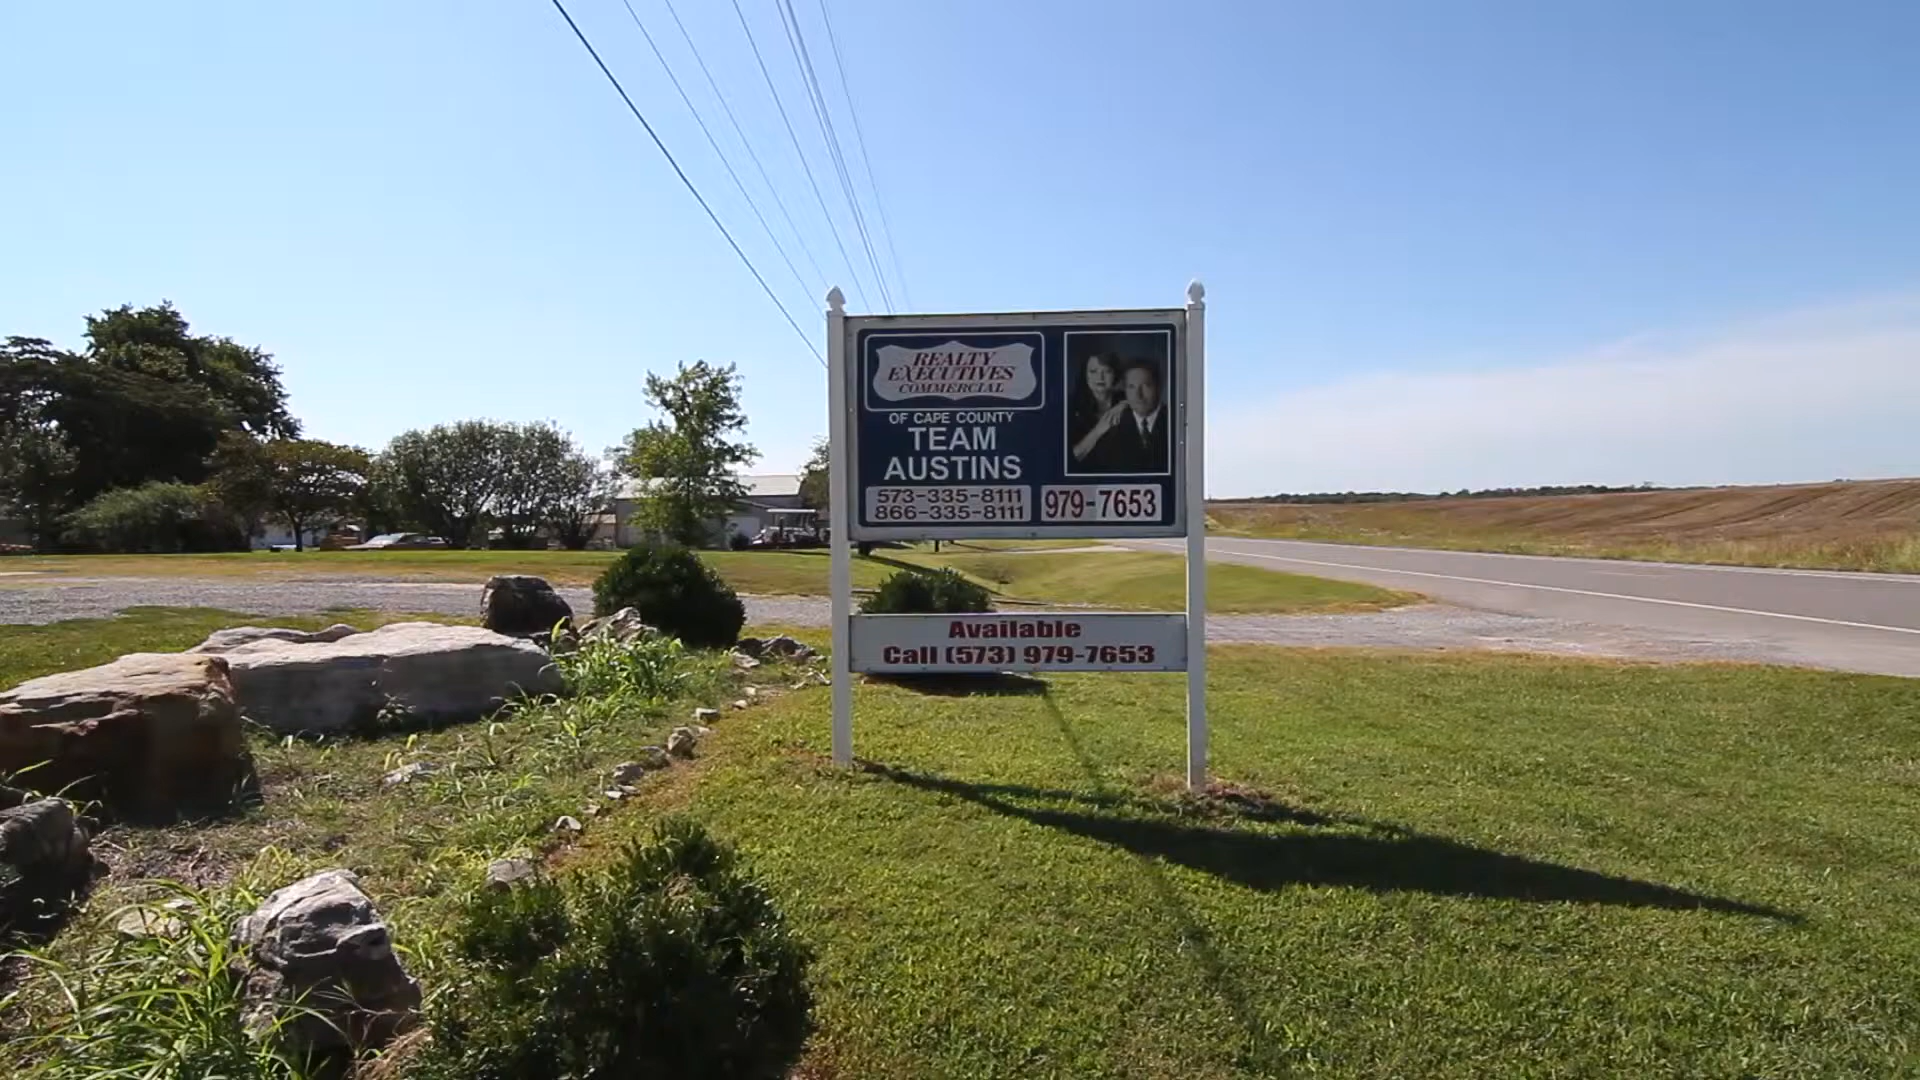 REALTY
EXECUTIVES
COMMERCIAL
OF CAPE COUNTY
TEAM
AUSTINS
573-335-8111
866-335-8111
979-7653
Available
Call (573) 979-7653